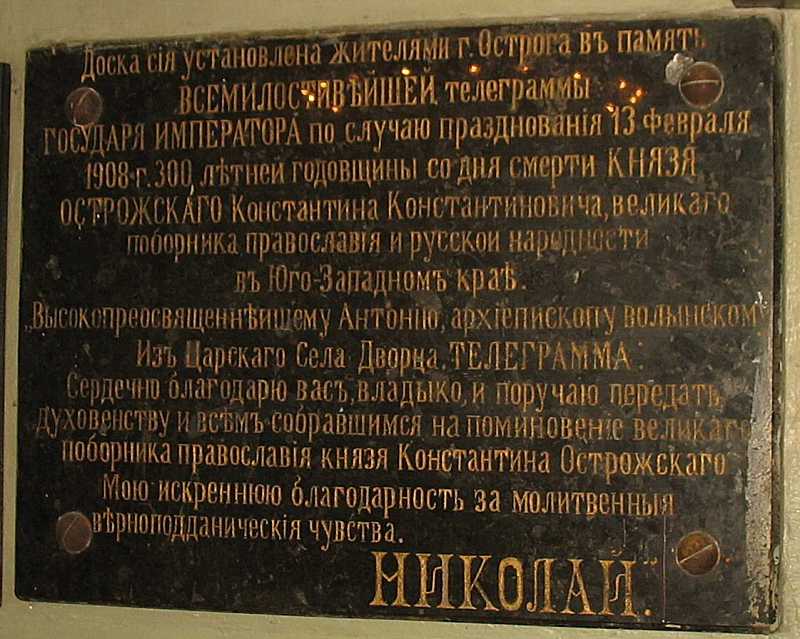 Доска сія установлена жителями г. Острога въ память
ВСЕМИЛОСТИВѢЙШЕЙ телеграммы
ГОСУДАРЯ ИМПЕРАТОРА по случаю празднованія 13 февраля
1908 г. 300 лѣтней годовщины со дня смерти КНЯЗЯ
ОСТРОЖСКАГО Константина Константиновича, великаго
поборника православія и русской народности
въ Юго-Западномъ краѣ.
„Высокопреосвященнѣйшему Антонію, архіепископу волынскому
Изъ Царскаго Села Дворца. ТЕЛЕГРАММА.
Сердечно благодарю васъ, владыко, и поручаю передать
духовенству и всѣмъ собравшимся на поминовеніе великаго
поборника православія князя Константина Острожскаго
Мою искреннюю благодарность за молитвенныя
вѣрноподданическія чувства.
НИКОЛАЙ."